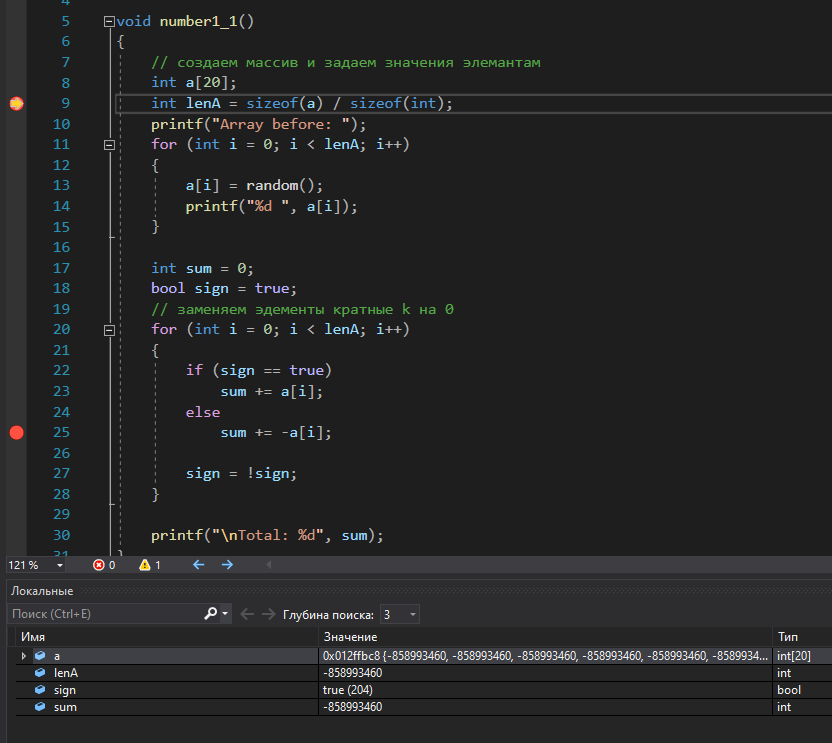 4
5 void number1_1()
6 {
7 // создаем массив и задаем значения элемантам
8 int a[20];
9 int lenA = sizeof(a) / sizeof(int);
10 printf("Array before: ");
11 for (int i = 0; i < lenA; i++)
12 {
13 a[i] = random();
14 printf("%d ", a[i]);
15 }
16
17 int sum = 0;
18 bool sign = true;
19 // заменяем эдементы кратные k на 0
20 for (int i = 0; i < lenA; i++)
21 {
22 if (sign == true)
23 sum += a[i];
24 else
25 sum += -a[i];
26
27 sign = !sign;
28 }
29
30 printf("\nTotal: %d", sum);
31 }
121 % 0 1
Локальные
Поиск (Ctrl+E) Глубина поиска: 3
Имя Значение Тип
a 0x012ffbc8 {-858993460, -858993460, -858993460, -858993460, -858993460, -8589934... int[20]
lenA -858993460 int
sign true (204) bool
sum -858993460 int